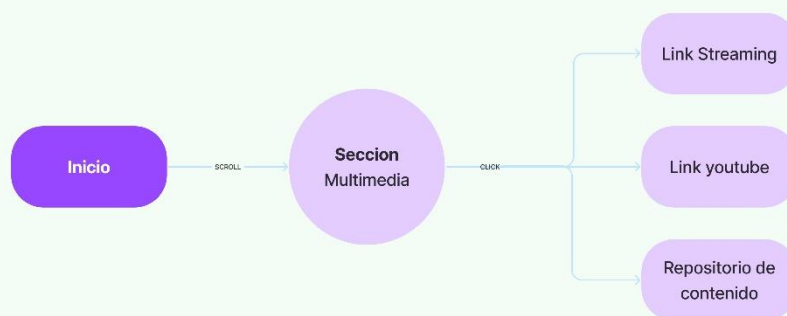 Inicio
SCROLL
Seccion
Multimedia
CLICK
Link Streaming
Link youtube
Repositorio de
contenido